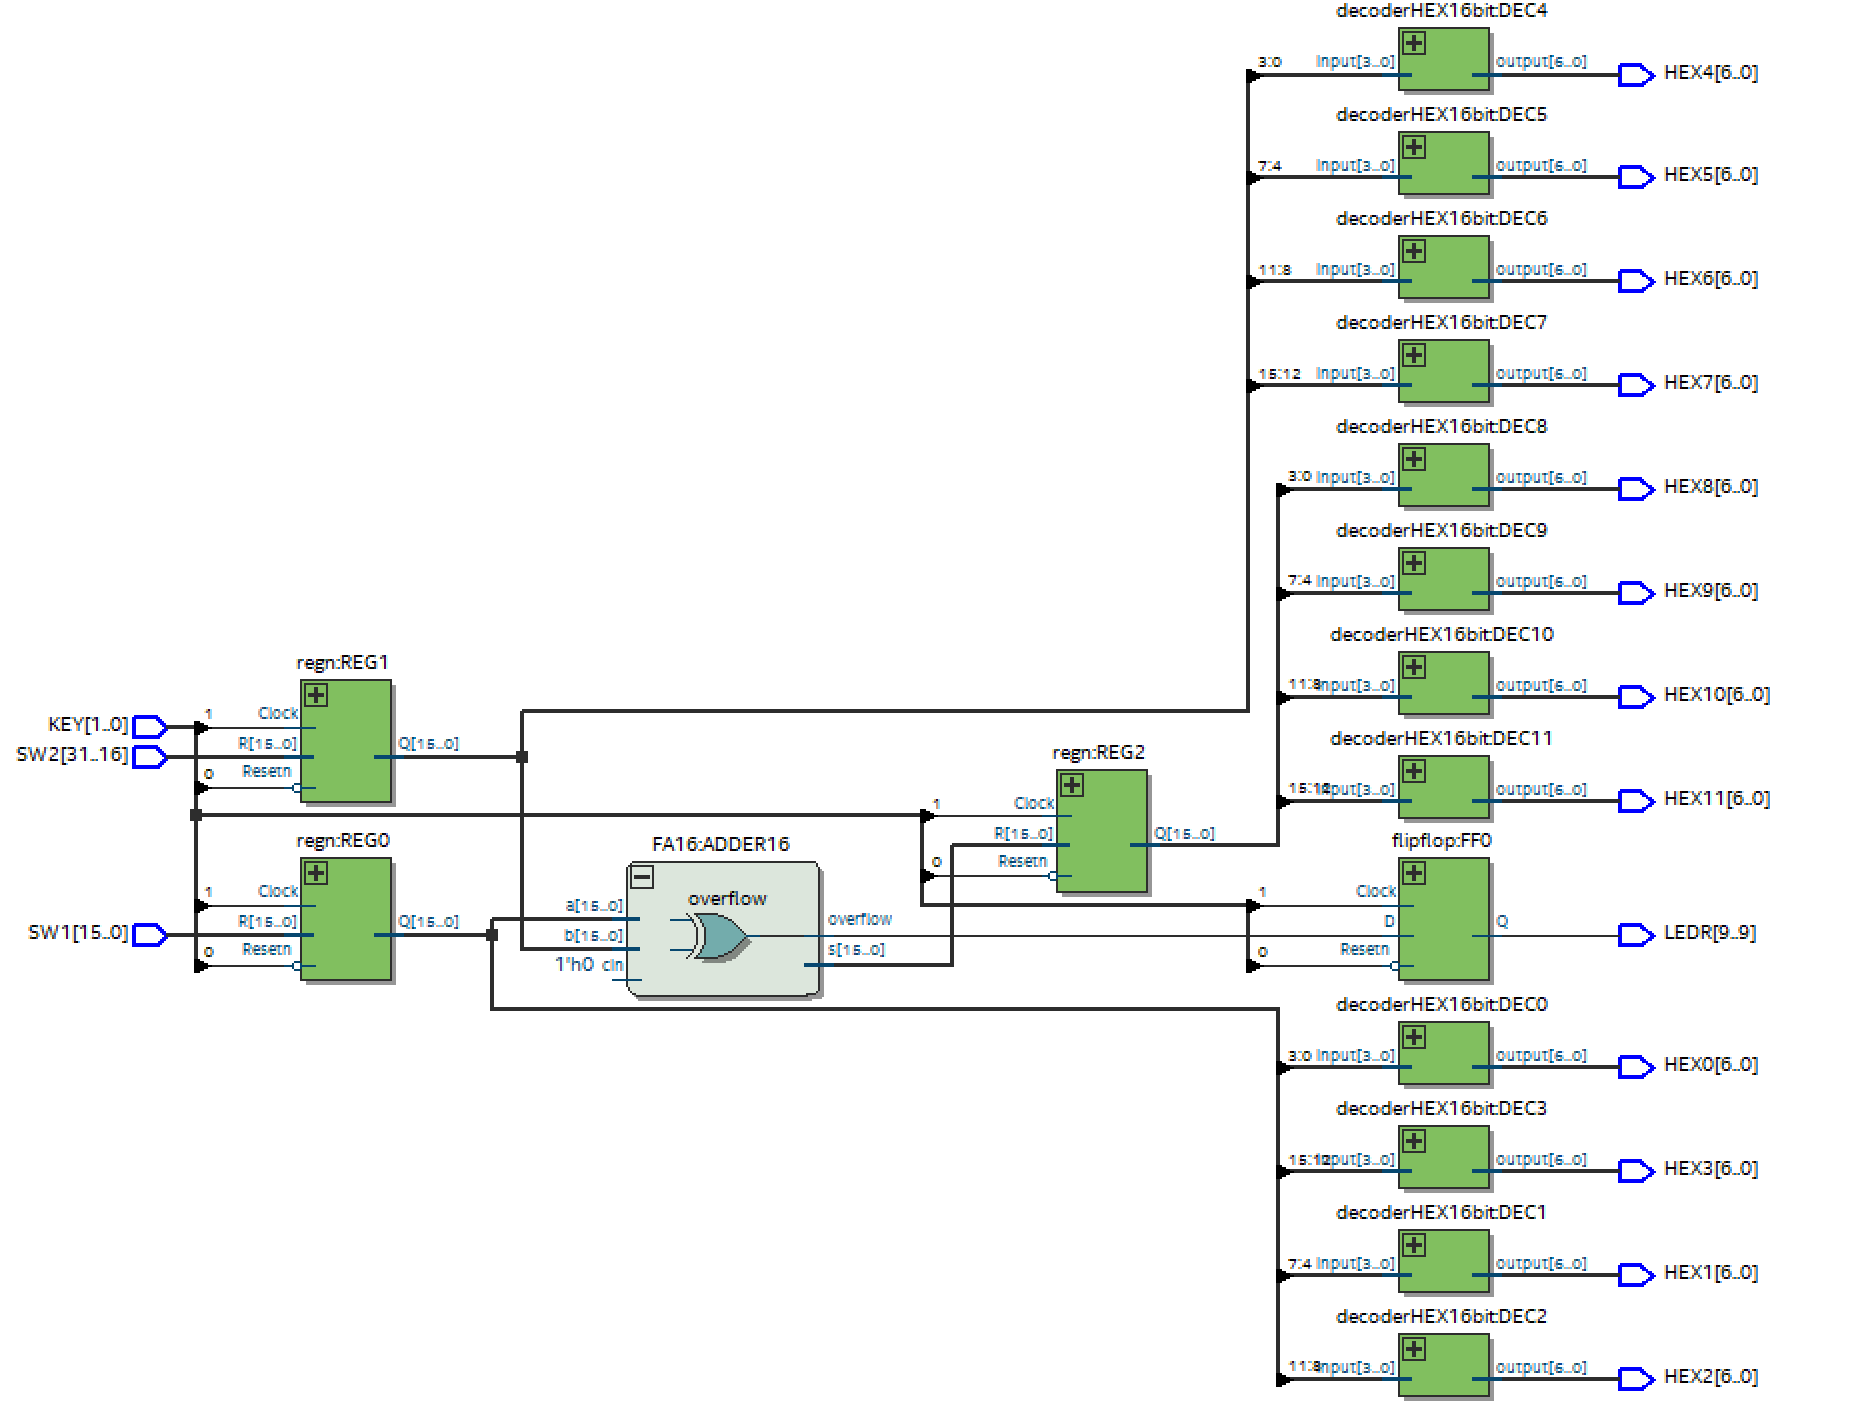 decoderHEX16bit:DEC4
3:0 input[3..0] output[6..0] HEX4[6..0]
decoderHEX16bit:DEC5
7:4 input[3..0] output[6..0] HEX5[6..0]
decoderHEX16bit:DEC6
11:8 input[3..0] output[6..0] HEX6[6..0]
decoderHEX16bit:DEC7
15:12 input[3..0] output[6..0] HEX7[6..0]
decoderHEX16bit:DEC8
3:0 input[3..0] output[6..0] HEX8[6..0]
decoderHEX16bit:DEC9
7:4 input[3..0] output[6..0] HEX9[6..0]
decoderHEX16bit:DEC10
11:8 input[3..0] output[6..0] HEX10[6..0]
decoderHEX16bit:DEC11
15:12 input[3..0] output[6..0] HEX11[6..0]
regn:REG1
KEY[1..0] 1 Clock
SW2[31..16] R[15..0] Q[15..0]
0 Resetn
regn:REG2
1 Clock
R[15..0] Q[15..0]
0 Resetn
regn:REG0
1 Clock
SW1[15..0] R[15..0] Q[15..0]
0 Resetn
FA16:ADDER16
overflow
a[15..0] overflow
b[15..0] s[15..0]
1'h0 cin
flipflop:FF0
1 Clock
D Q LEDR[9..9]
0 Resetn
decoderHEX16bit:DEC0
3:0 input[3..0] output[6..0] HEX0[6..0]
decoderHEX16bit:DEC3
15:12 input[3..0] output[6..0] HEX3[6..0]
decoderHEX16bit:DEC1
7:4 input[3..0] output[6..0] HEX1[6..0]
decoderHEX16bit:DEC2
11:8 input[3..0] output[6..0] HEX2[6..0]